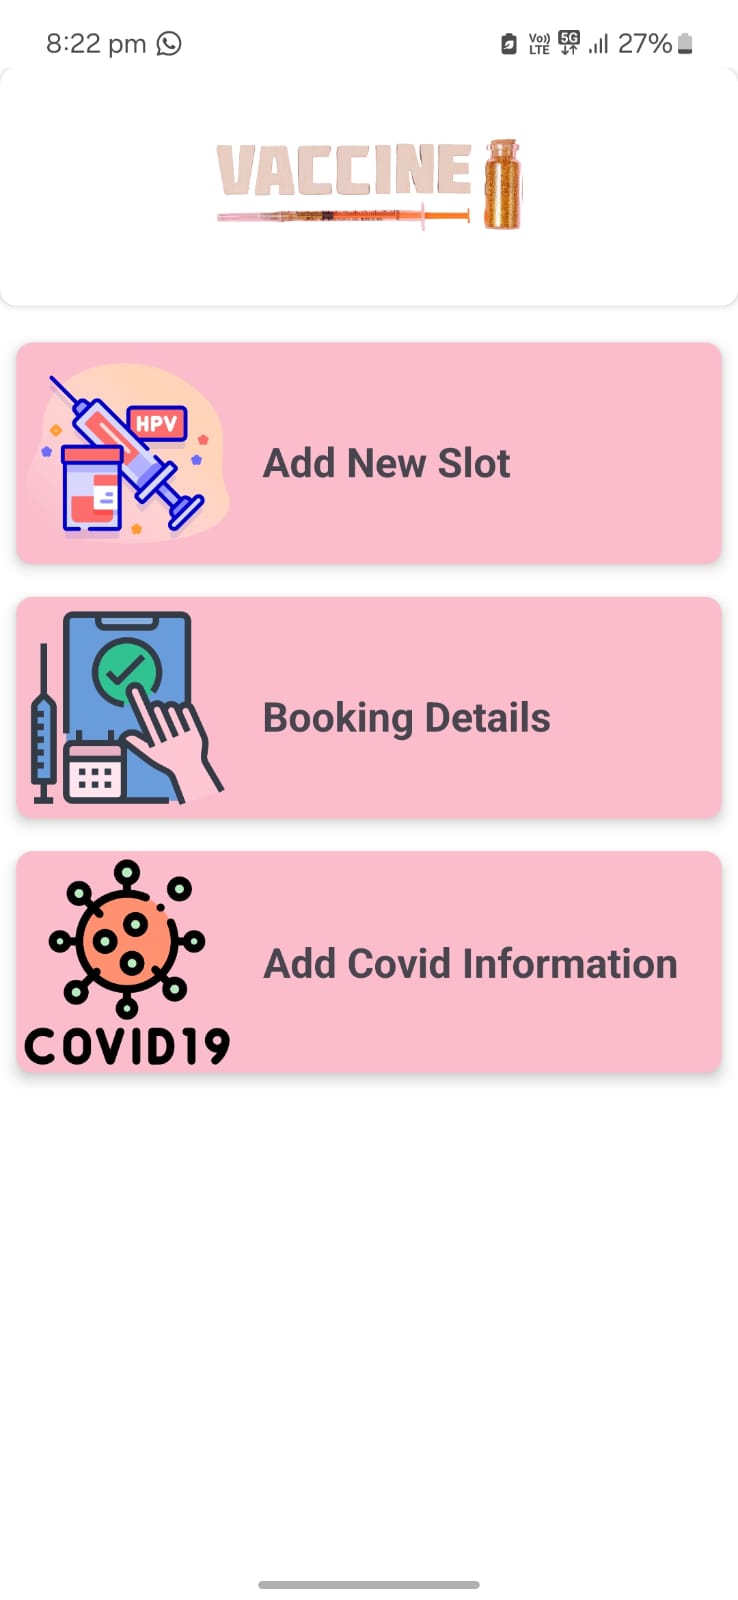 8:22 pm
Vo)) LTE 5G 27%
VACCINE
HPV
Add New Slot
Booking Details
Add Covid Information
COVID19